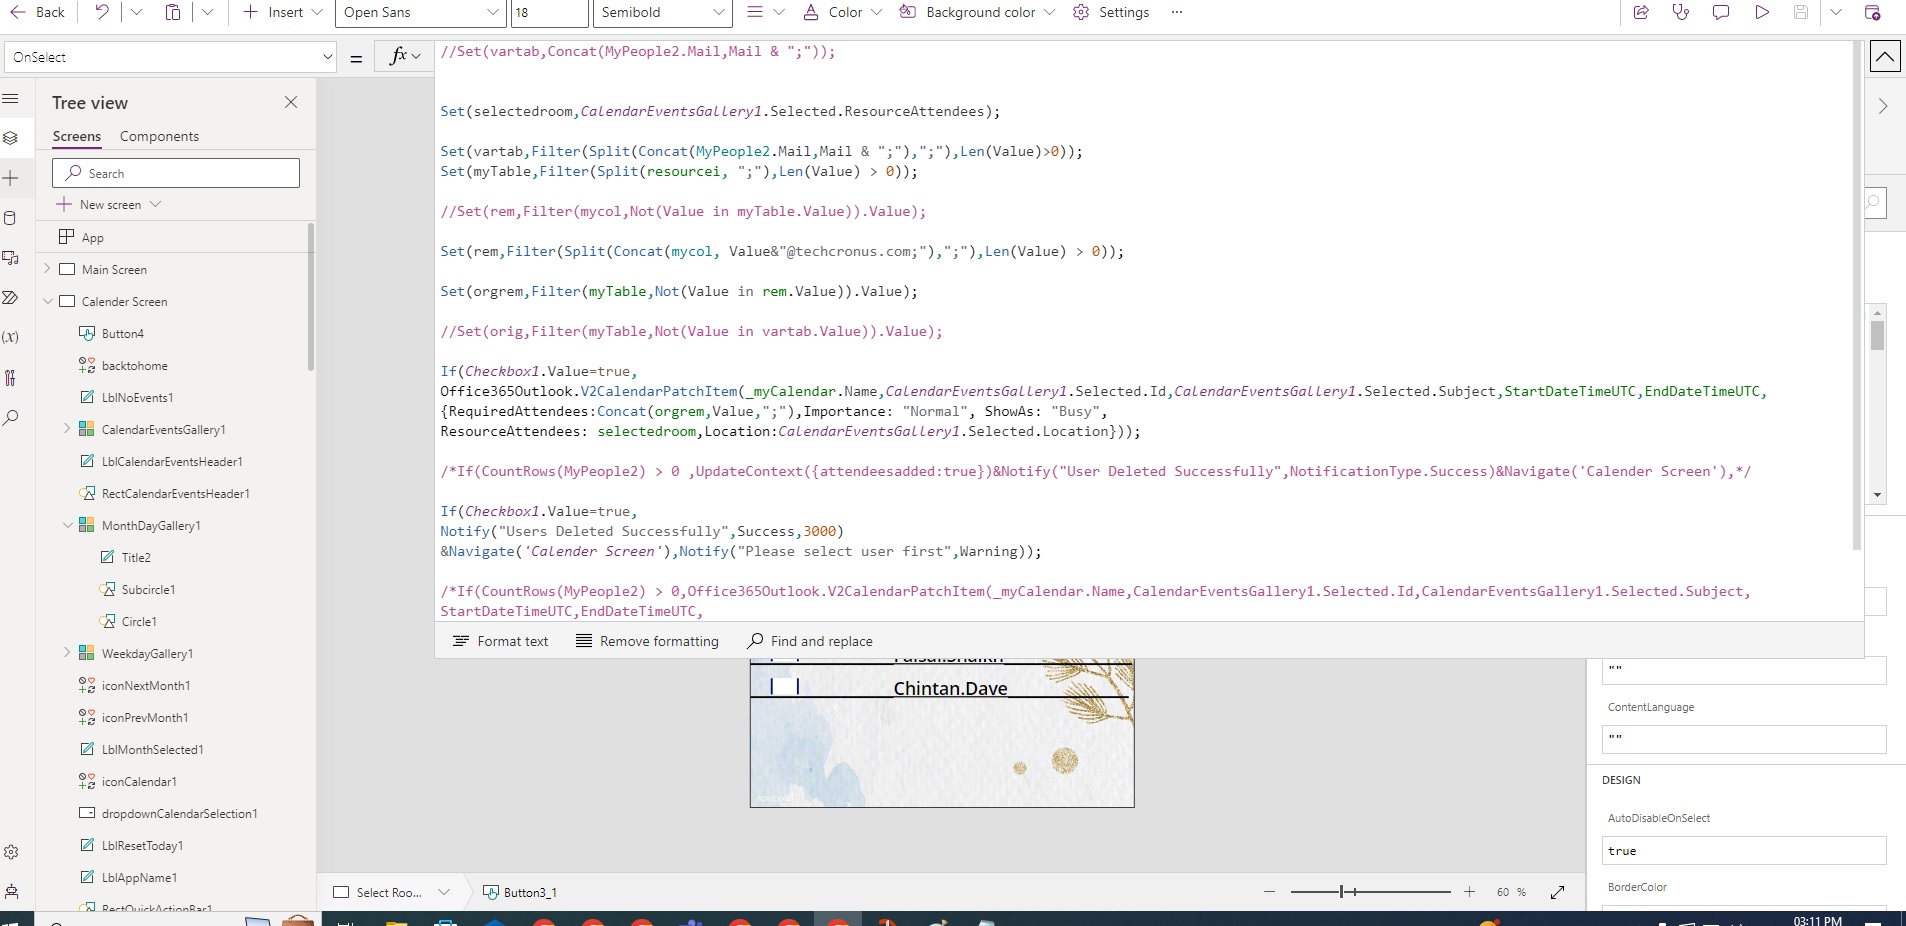 Back
Insert
Open Sans
18
Semibold
Color
Background color
Settings
OnSelect
=
fx
//Set(vartab,Concat(MyPeople2.Mail,Mail & ";"));
Set(selectedroom,CalendarEventsGallery1.Selected.ResourceAttendees);
Set(vartab,Filter(Split(Concat(MyPeople2.Mail,Mail & ";"),";"),Len(Value)>0));
Set(myTable,Filter(Split(resourcei, ";"),Len(Value) > 0));
//Set(rem,Filter(mycol,Not(Value in myTable.Value)).Value);
Set(rem,Filter(Split(Concat(mycol, Value&"@techcronus.com;"),";"),Len(Value) > 0));
Set(orgrem,Filter(myTable,Not(Value in rem.Value)).Value);
//Set(orig,Filter(myTable,Not(Value in vartab.Value)).Value);
If(Checkbox1.Value=true,
Office365Outlook.V2CalendarPatchItem(_myCalendar.Name,CalendarEventsGallery1.Selected.Id,CalendarEventsGallery1.Selected.Subject,StartDateTimeUTC,EndDateTimeUTC,
{RequiredAttendees:Concat(orgrem,Value,";"),Importance: "Normal", ShowAs: "Busy",
ResourceAttendees: selectedroom,Location:CalendarEventsGallery1.Selected.Location}));
/*If(CountRows(MyPeople2) > 0 ,UpdateContext({attendeesadded:true})&Notify("User Deleted Successfully",NotificationType.Success)&Navigate('Calender Screen'),*/
If(Checkbox1.Value=true,
Notify("Users Deleted Successfully",Success,3000)
&Navigate('Calender Screen'),Notify("Please select user first",Warning));
/*If(CountRows(MyPeople2) > 0,Office365Outlook.V2CalendarPatchItem(_myCalendar.Name,CalendarEventsGallery1.Selected.Id,CalendarEventsGallery1.Selected.Subject,
StartDateTimeUTC,EndDateTimeUTC,
Format text
Remove formatting
Find and replace
Tree view
Screens
Components
Search
New screen
App
Main Screen
Calender Screen
Button4
backtohome
LblNoEvents1
CalendarEventsGallery1
LblCalendarEventsHeader1
RectCalendarEventsHeader1
MonthDayGallery1
Title2
Subcircle1
Circle1
WeekdayGallery1
iconNextMonth1
iconPrevMonth1
LblMonthSelected1
iconCalendar1
dropdownCalendarSelection1
LblResetToday1
LblAppName1
RectQuickActionBar1
(x)
Faisal.Shaikh
Chintan.Dave
""
ContentLanguage
""
DESIGN
AutoDisableOnSelect
true
BorderColor
Select Roo...
Button3_1
60 %
03:11 PM